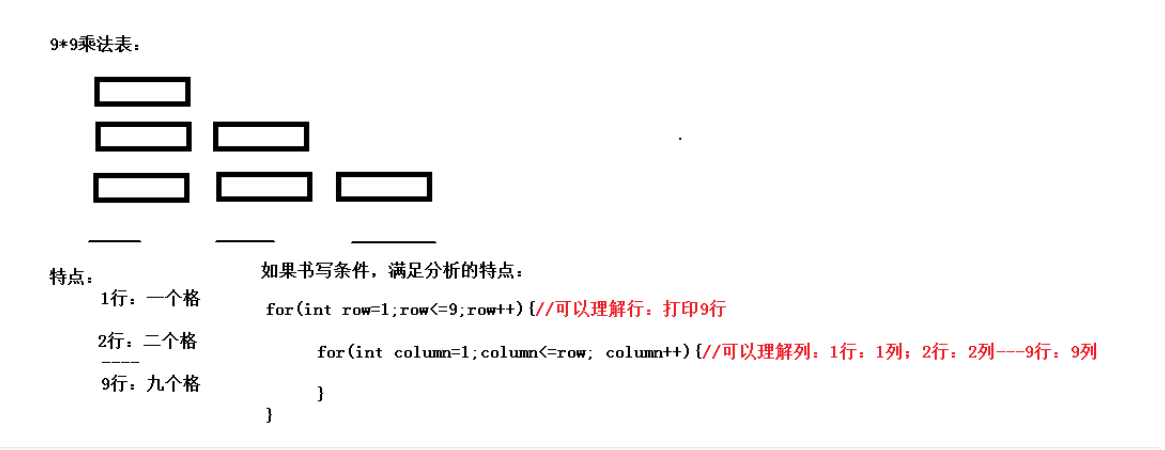 9*9乘法表：
特点：
1行：一个格
2行：二个格
----
9行：九个格
如果书写条件，满足分析的特点：
for(int row=1;row<=9;row++){//可以理解行：打印9行
for(int column=1;column<=row; column++){//可以理解列：1行：1列；2行：2列---9行：9列
}
}